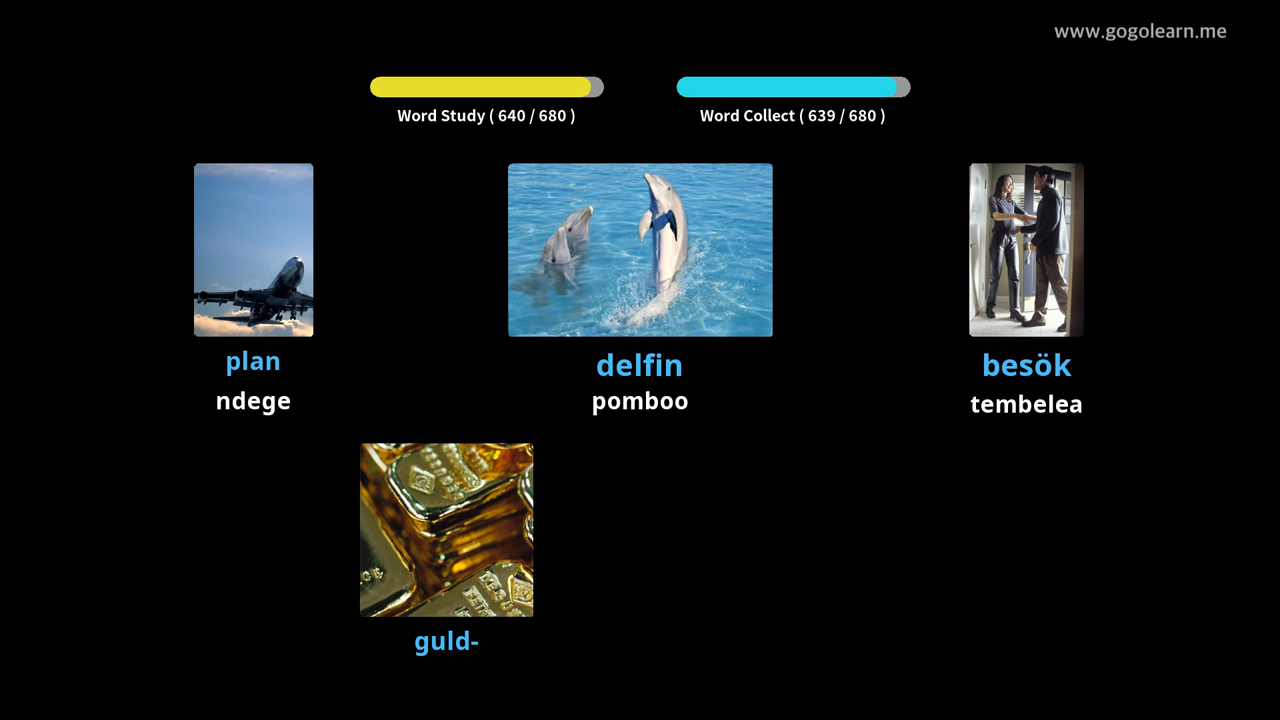 www.gogolearn.me
Word Study ( 640 / 680 )
Word Collect ( 639 / 680 )
plan
ndege
delfin
pomboo
besök
tembelea
guld-